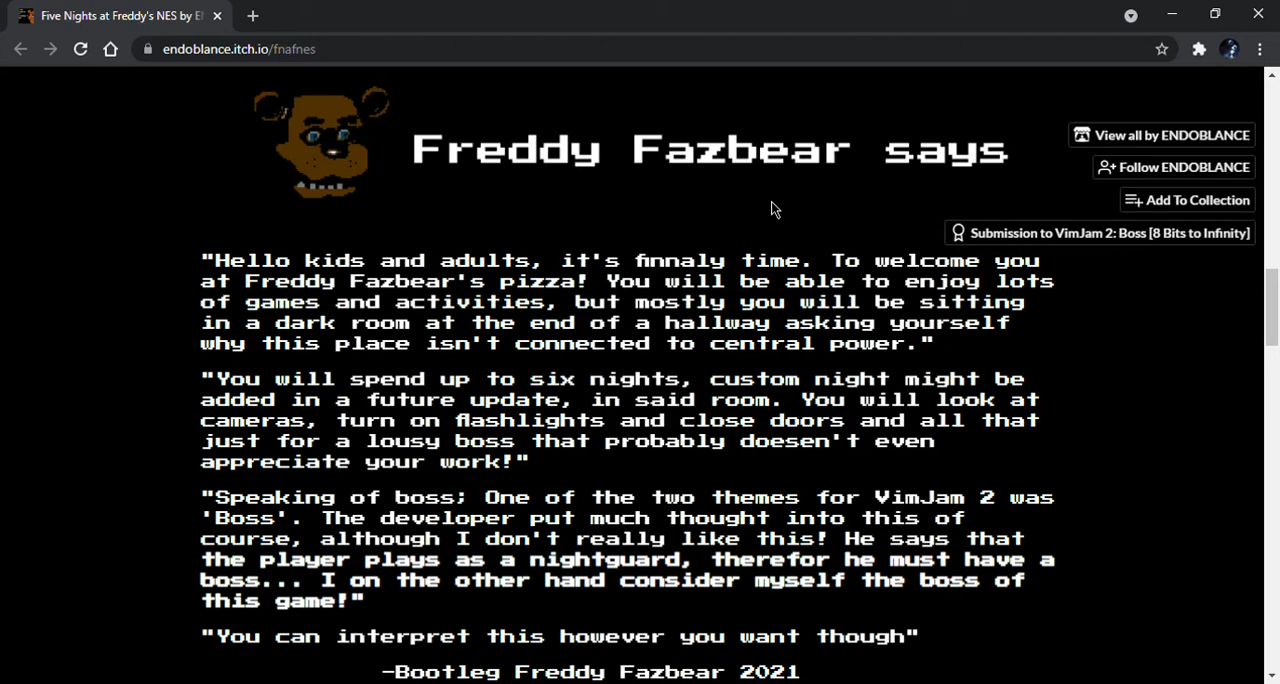 Five Nights at Freddy's NES by E
endoblance.itch.io/fnafnes
Freddy Fazbear says
View all by ENDOBLANCE
Follow ENDOBLANCE
Add To Collection
Submission to VimJam 2: Boss [8 Bits to Infinity]
"Hello kids and adults, it's finnaly time. To welcome you
at Freddy Fazbear's pizza! You will be able to enjoy lots
of games and activities, but mostly you will be sitting
in a dark room at the end of a hallway asking yourself
why this place isn't connected to central power."
"You will spend up to six nights, custom night might be
added in a future update, in said room. You will look at
cameras, turn on flashlights and close doors and all that
just for a lousy boss that probably doesen't even
appreciate your work!"
"Speaking of boss; One of the two themes for VimJam 2 was
'Boss'. The developer put much thought into this of
course, although I don't really like this! He says that
the player plays as a nightguard, therefor he must have a
boss... I on the other hand consider myself the boss of
this game!"
"You can interpret this however you want though"
-Bootleg Freddy Fazbear 2021